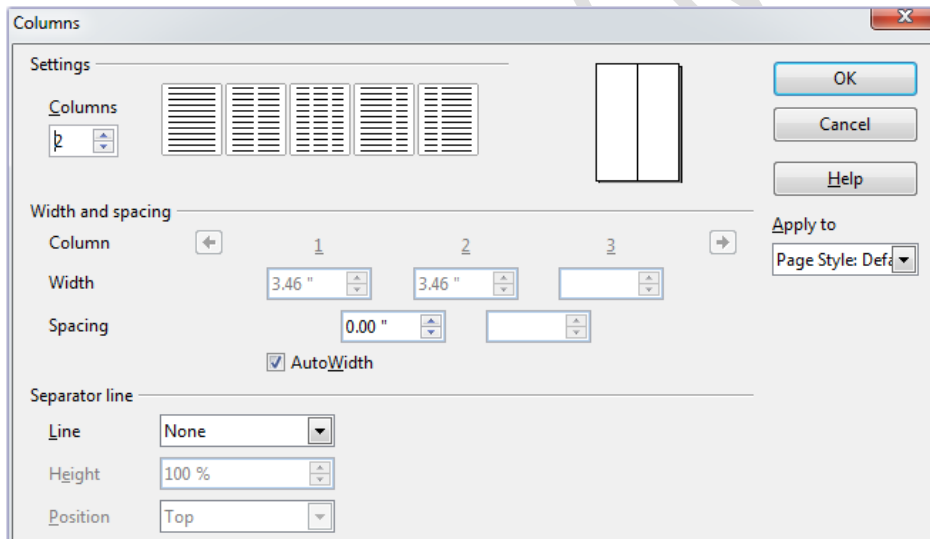 Columns
Settings
OK
Columns
2
Cancel
Help
Width and spacing
Apply to
Column 1 2 3
Page Style: Defa
Width 3.46 " 3.46 "
Spacing 0.00 "
AutoWidth
Separator line
Line None
Height 100 %
Position Top